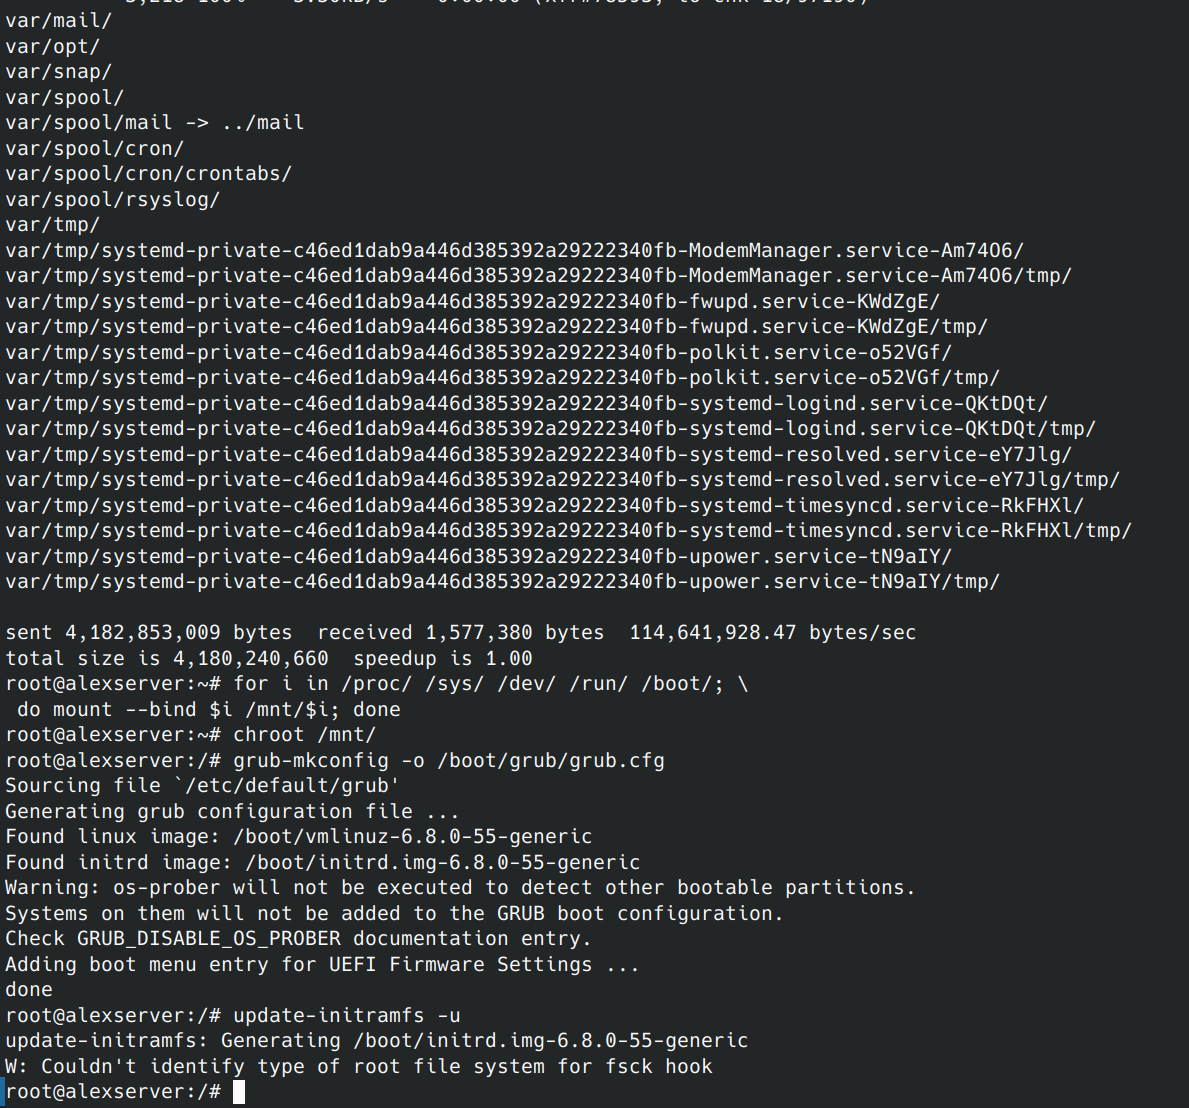 var/mail/
var/opt/
var/snap/
var/spool/
var/spool/mail -> ../mail
var/spool/cron/
var/spool/cron/crontabs/
var/spool/rsyslog/
var/tmp/
var/tmp/systemd-private-c46ed1dab9a446d385392a29222340fb-ModemManager.service-Am74O6/
var/tmp/systemd-private-c46ed1dab9a446d385392a29222340fb-ModemManager.service-Am74O6/tmp/
var/tmp/systemd-private-c46ed1dab9a446d385392a29222340fb-fwupd.service-KWdZgE/
var/tmp/systemd-private-c46ed1dab9a446d385392a29222340fb-fwupd.service-KWdZgE/tmp/
var/tmp/systemd-private-c46ed1dab9a446d385392a29222340fb-polkit.service-o52VGf/
var/tmp/systemd-private-c46ed1dab9a446d385392a29222340fb-polkit.service-o52VGf/tmp/
var/tmp/systemd-private-c46ed1dab9a446d385392a29222340fb-systemd-logind.service-QKtDQt/
var/tmp/systemd-private-c46ed1dab9a446d385392a29222340fb-systemd-logind.service-QKtDQt/tmp/
var/tmp/systemd-private-c46ed1dab9a446d385392a29222340fb-systemd-resolved.service-eY7Jlg/
var/tmp/systemd-private-c46ed1dab9a446d385392a29222340fb-systemd-resolved.service-eY7Jlg/tmp/
var/tmp/systemd-private-c46ed1dab9a446d385392a29222340fb-systemd-timesyncd.service-RkFHXl/
var/tmp/systemd-private-c46ed1dab9a446d385392a29222340fb-systemd-timesyncd.service-RkFHXl/tmp/
var/tmp/systemd-private-c46ed1dab9a446d385392a29222340fb-upower.service-tN9aIY/
var/tmp/systemd-private-c46ed1dab9a446d385392a29222340fb-upower.service-tN9aIY/tmp/

sent 4,182,853,009 bytes  received 1,577,380 bytes  114,641,928.47 bytes/sec
total size is 4,180,240,660  speedup is 1.00
root@alexserver:~# for i in /proc/ /sys/ /dev/ /run/ /boot/; \
 do mount --bind $i /mnt/$i; done
root@alexserver:~# chroot /mnt/
root@alexserver:/# grub-mkconfig -o /boot/grub/grub.cfg
Sourcing file `/etc/default/grub'
Generating grub configuration file ...
Found linux image: /boot/vmlinuz-6.8.0-55-generic
Found initrd image: /boot/initrd.img-6.8.0-55-generic
Warning: os-prober will not be executed to detect other bootable partitions.
Systems on them will not be added to the GRUB boot configuration.
Check GRUB_DISABLE_OS_PROBER documentation entry.
Adding boot menu entry for UEFI Firmware Settings ...
done
root@alexserver:/# update-initramfs -u
update-initramfs: Generating /boot/initrd.img-6.8.0-55-generic
W: Couldn't identify type of root file system for fsck hook
root@alexserver:/#